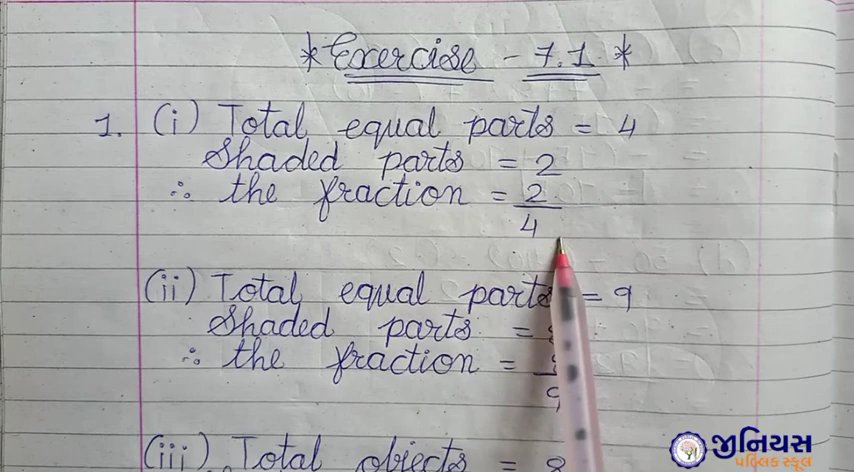 * Exercise - 7.1 *
1. (i) Total equal parts = 4
Shaded parts = 2
∴ the fraction = 2/4
(ii) Total equal parts = 9
Shaded parts =
∴ the fraction = /9
(iii) Total objects = 8
જીનિયસ
પબ્લિક સ્કૂલ